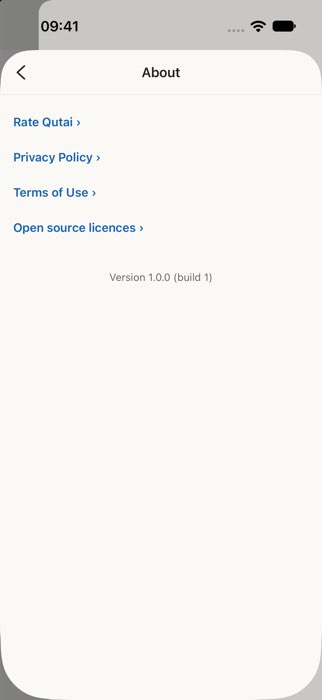 09:41
About
Rate Qutai ›
Privacy Policy ›
Terms of Use ›
Open source licences ›
Version 1.0.0 (build 1)